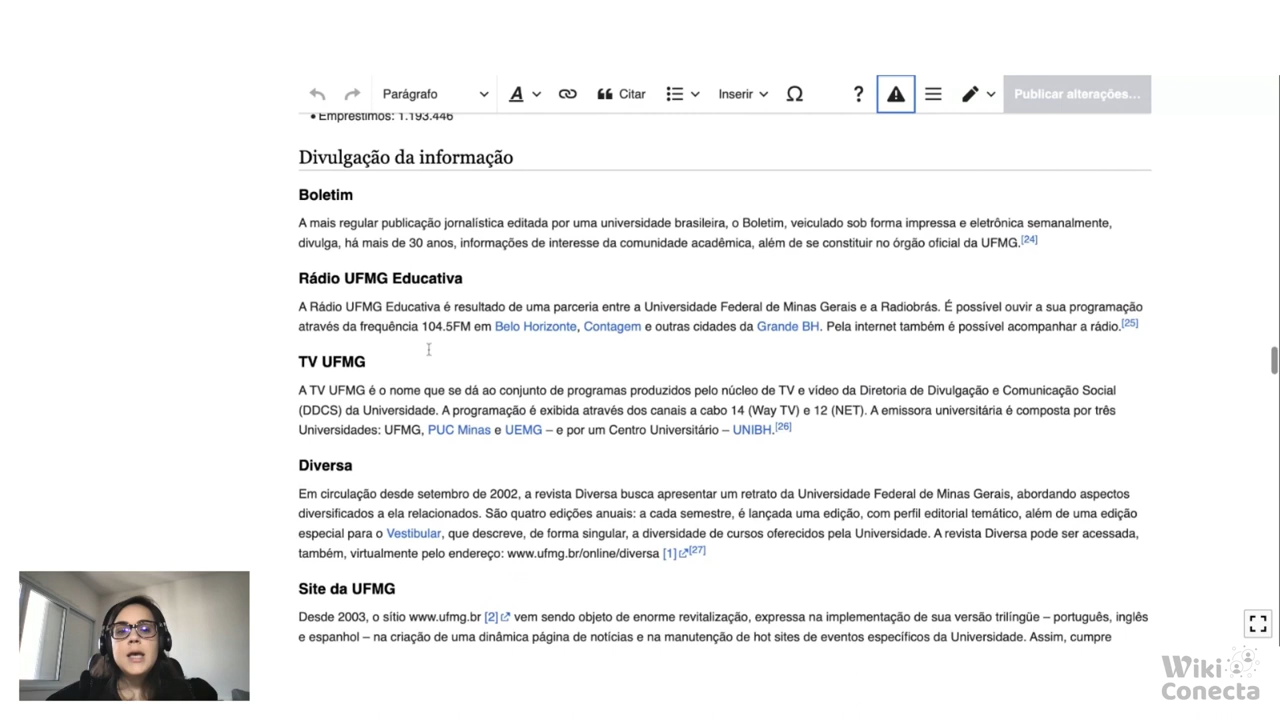 Parágrafo
A
Citar
Inserir
Ω
?
Publicar alterações...
• Empréstimos: 1.193.446
Divulgação da informação
Boletim
A mais regular publicação jornalística editada por uma universidade brasileira, o Boletim, veiculado sob forma impressa e eletrônica semanalmente,
divulga, há mais de 30 anos, informações de interesse da comunidade acadêmica, além de se constituir no órgão oficial da UFMG.[24]
Rádio UFMG Educativa
A Rádio UFMG Educativa é resultado de uma parceria entre a Universidade Federal de Minas Gerais e a Radiobrás. É possível ouvir a sua programação
através da frequência 104.5FM em Belo Horizonte, Contagem e outras cidades da Grande BH. Pela internet também é possível acompanhar a rádio.[25]
TV UFMG
A TV UFMG é o nome que se dá ao conjunto de programas produzidos pelo núcleo de TV e vídeo da Diretoria de Divulgação e Comunicação Social
(DDCS) da Universidade. A programação é exibida através dos canais a cabo 14 (Way TV) e 12 (NET). A emissora universitária é composta por três
Universidades: UFMG, PUC Minas e UEMG – e por um Centro Universitário – UNIBH.[26]
Diversa
Em circulação desde setembro de 2002, a revista Diversa busca apresentar um retrato da Universidade Federal de Minas Gerais, abordando aspectos
diversificados a ela relacionados. São quatro edições anuais: a cada semestre, é lançada uma edição, com perfil editorial temático, além de uma edição
especial para o Vestibular, que descreve, de forma singular, a diversidade de cursos oferecidos pela Universidade. A revista Diversa pode ser acessada,
também, virtualmente pelo endereço: www.ufmg.br/online/diversa [1][27]
Site da UFMG
Desde 2003, o sítio www.ufmg.br [2] vem sendo objeto de enorme revitalização, expressa na implementação de sua versão trilíngüe – português, inglês
e espanhol – na criação de uma dinâmica página de notícias e na manutenção de hot sites de eventos específicos da Universidade. Assim, cumpre
Wiki
Conecta